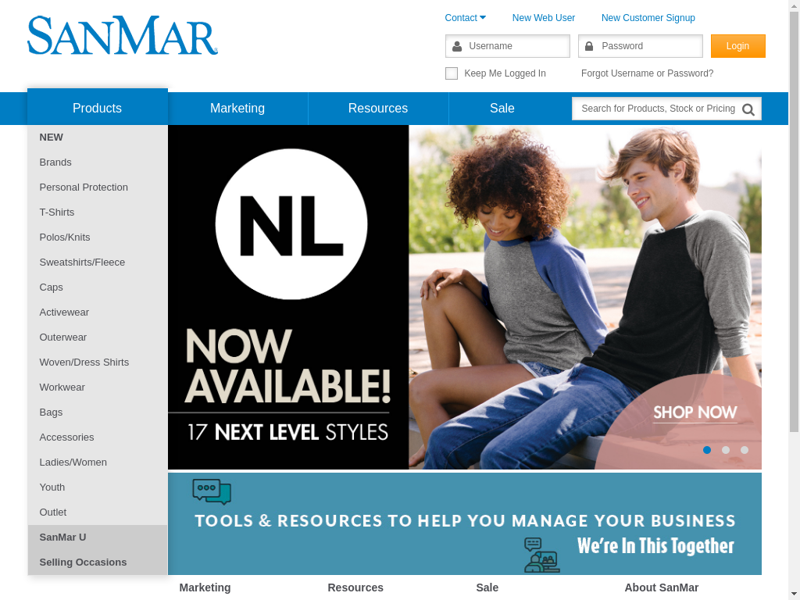 SANMAR
Contact
New Web User
New Customer Signup
Username
Password
Login
Keep Me Logged In
Forgot Username or Password?
Products
Marketing
Resources
Sale
Search for Products, Stock or Pricing
NEW
Brands
Personal Protection
T-Shirts
Polos/Knits
Sweatshirts/Fleece
Caps
Activewear
Outerwear
Woven/Dress Shirts
Workwear
Bags
Accessories
Ladies/Women
Youth
Outlet
SanMar U
Selling Occasions
NL
NOW
AVAILABLE!
17 NEXT LEVEL STYLES
SHOP NOW
TOOLS & RESOURCES TO HELP YOU MANAGE YOUR BUSINESS
We're In This Together
Marketing
Resources
Sale
About SanMar